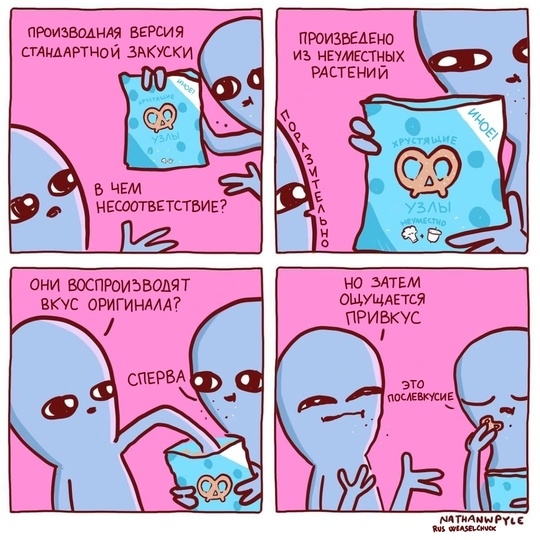 ПРОИЗВОДНАЯ ВЕРСИЯ
СТАНДАРТНОЙ ЗАКУСКИ
ИНОЕ!
ХРУСТЯЩИЕ
УЗЛЫ
В ЧЕМ
НЕСООТВЕТСТВИЕ?
ПРОИЗВЕДЕНО
ИЗ НЕУМЕСТНЫХ
РАСТЕНИЙ
ПОРАЗИТЕЛЬНО
ИНОЕ!
ХРУСТЯЩИЕ
УЗЛЫ
НЕУМЕСТНО
+
ОНИ ВОСПРОИЗВОДЯТ
ВКУС ОРИГИНАЛА?
СПЕРВА
НО ЗАТЕМ
ОЩУЩАЕТСЯ
ПРИВКУС
ЭТО
ПОСЛЕВКУСИЕ
NATHANWPYLE
RUS WEASELCHUCK